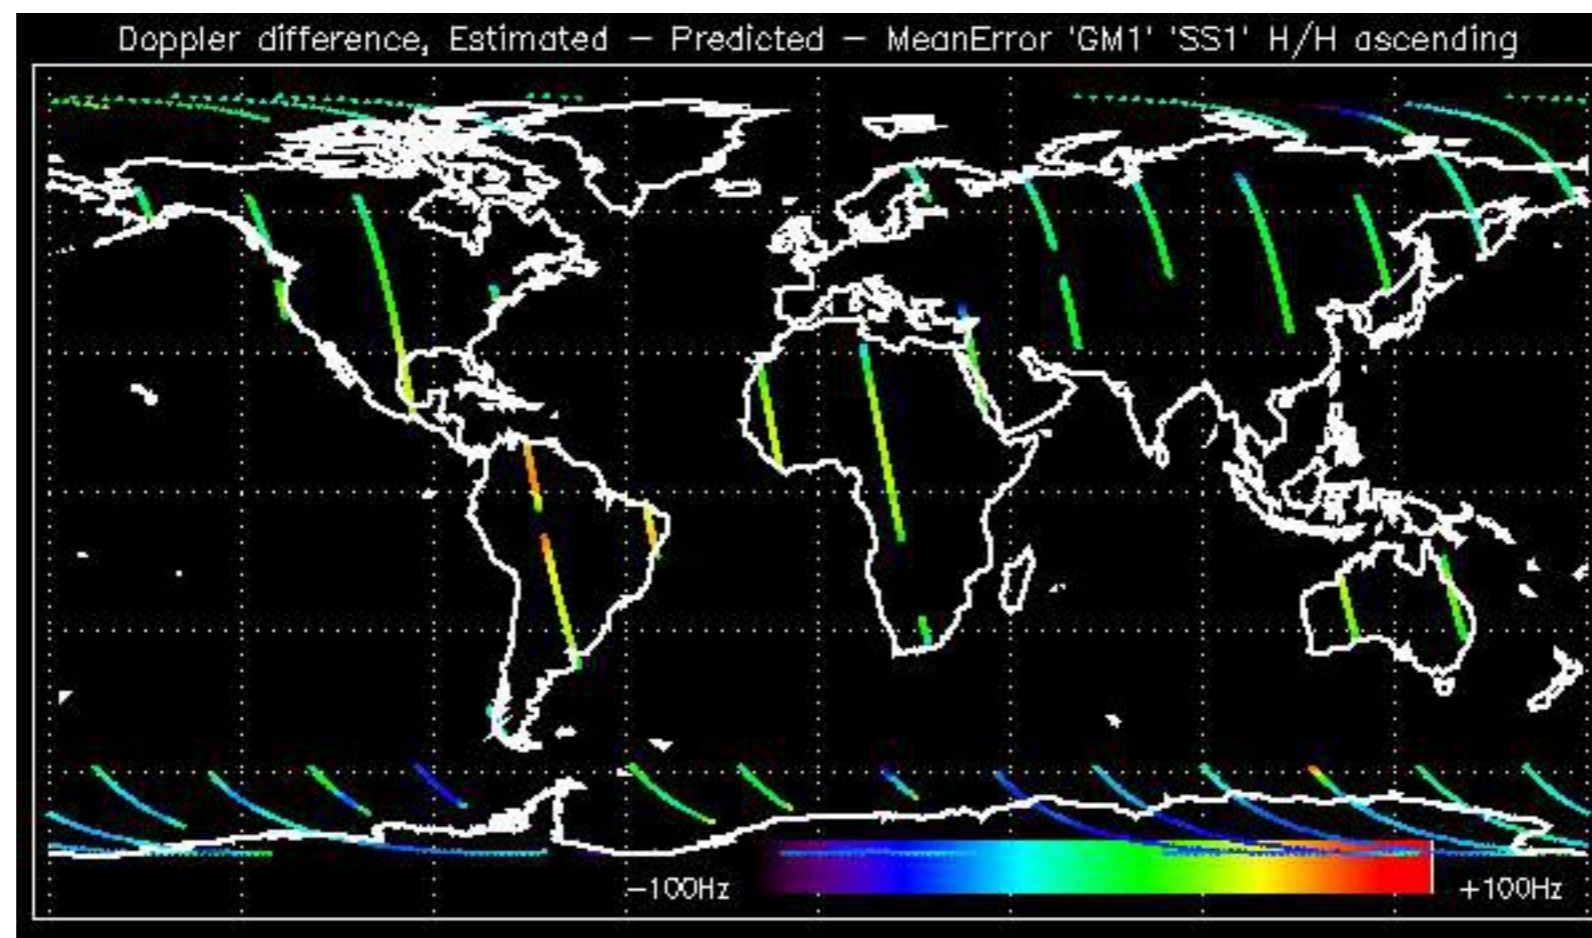 Doppler difference, Estimated − Predicted − MeanError 'GM1' 'SS1' H/H ascending
−100Hz
+100Hz